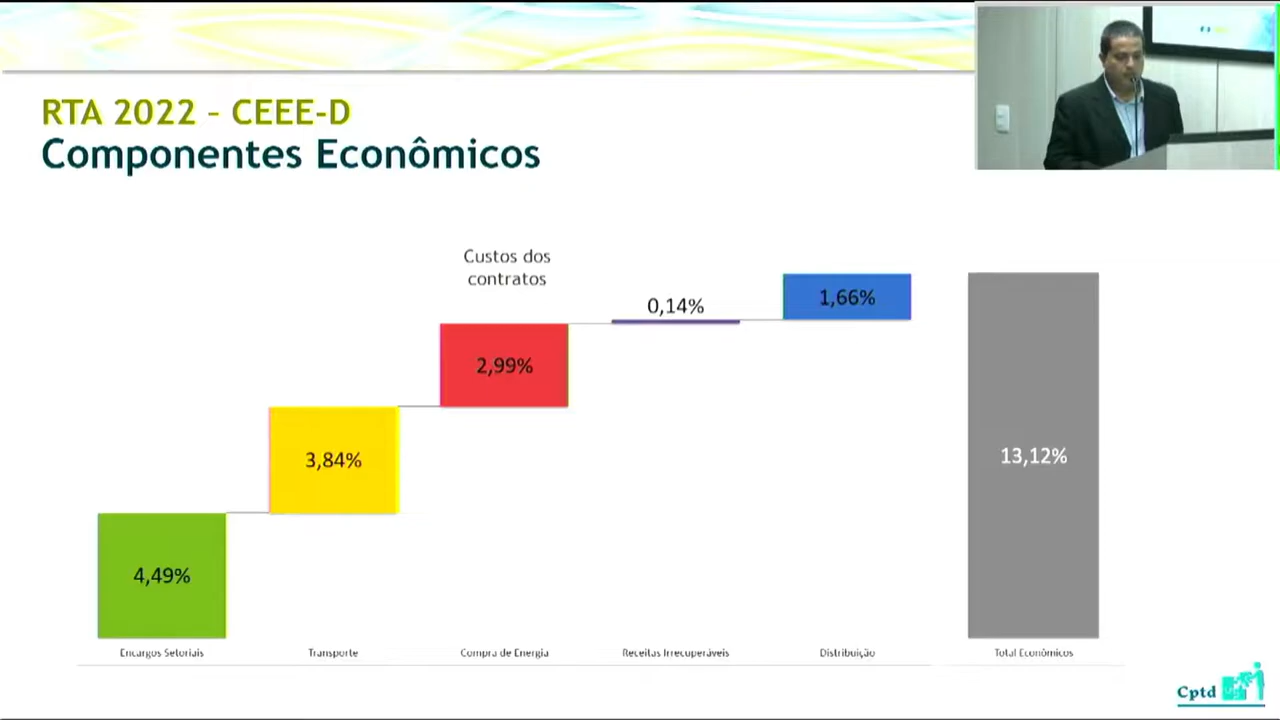 RTA 2022 – CEEE-D
Componentes Econômicos
Custos dos
contratos
4,49%
3,84%
2,99%
0,14%
1,66%
13,12%
Encargos Setoriais
Transporte
Compra de Energia
Receitas Irrecuperáveis
Distribuição
Total Econômicos
Cptd